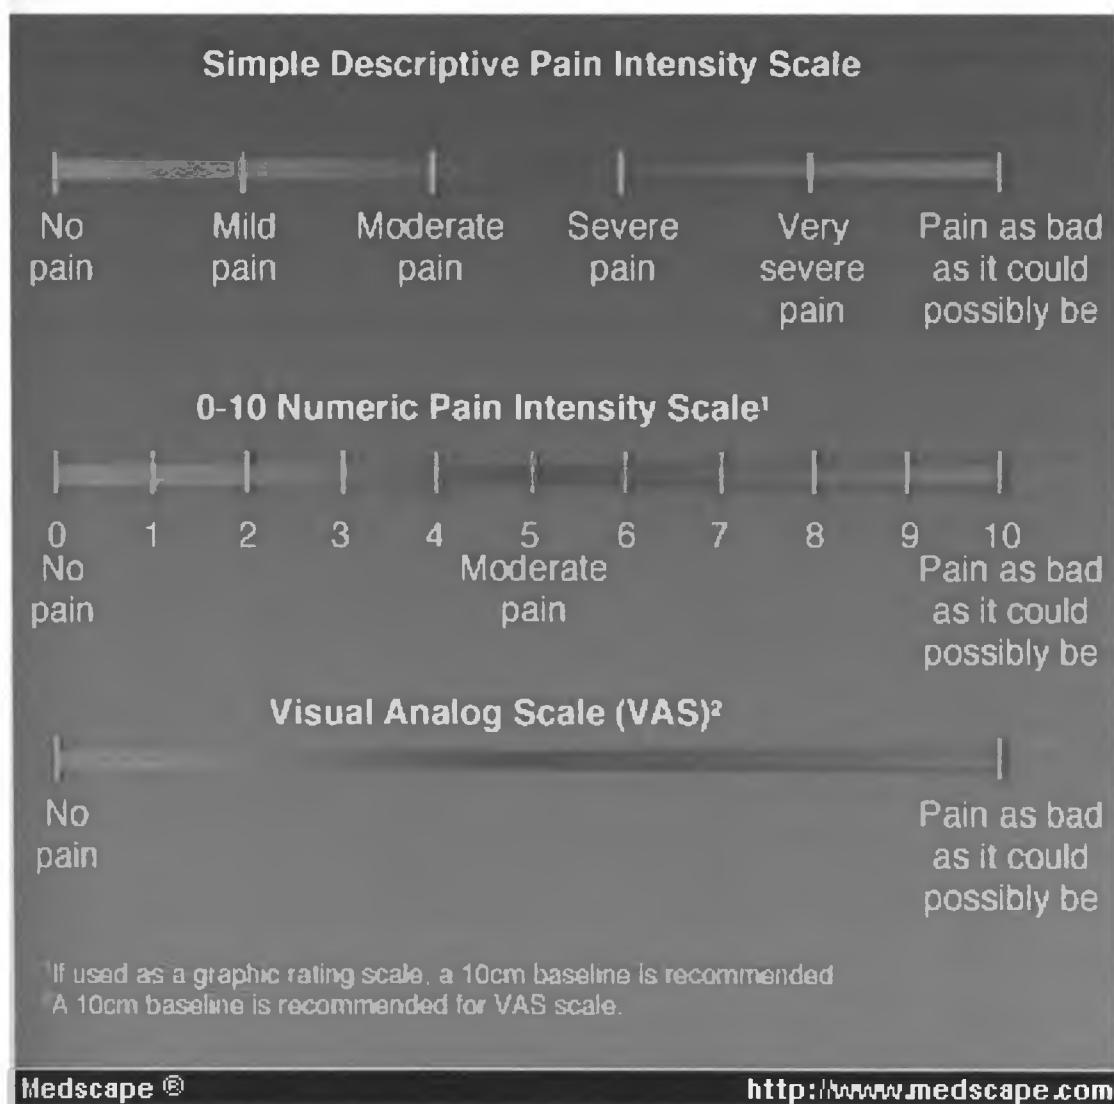 Simple Descriptive Pain Intensity Scale
No pain
Mild pain
Moderate pain
Severe pain
Very severe pain
Pain as bad as it could possibly be
0-10 Numeric Pain Intensity Scale¹
0 1 2 3 4 5 6 7 8 9 10
No pain
Moderate pain
Pain as bad as it could possibly be
Visual Analog Scale (VAS)²
No pain
Pain as bad as it could possibly be
¹If used as a graphic rating scale, a 10cm baseline is recommended
²A 10cm baseline is recommended for VAS scale.
Medscape ®
http://www.medscape.com